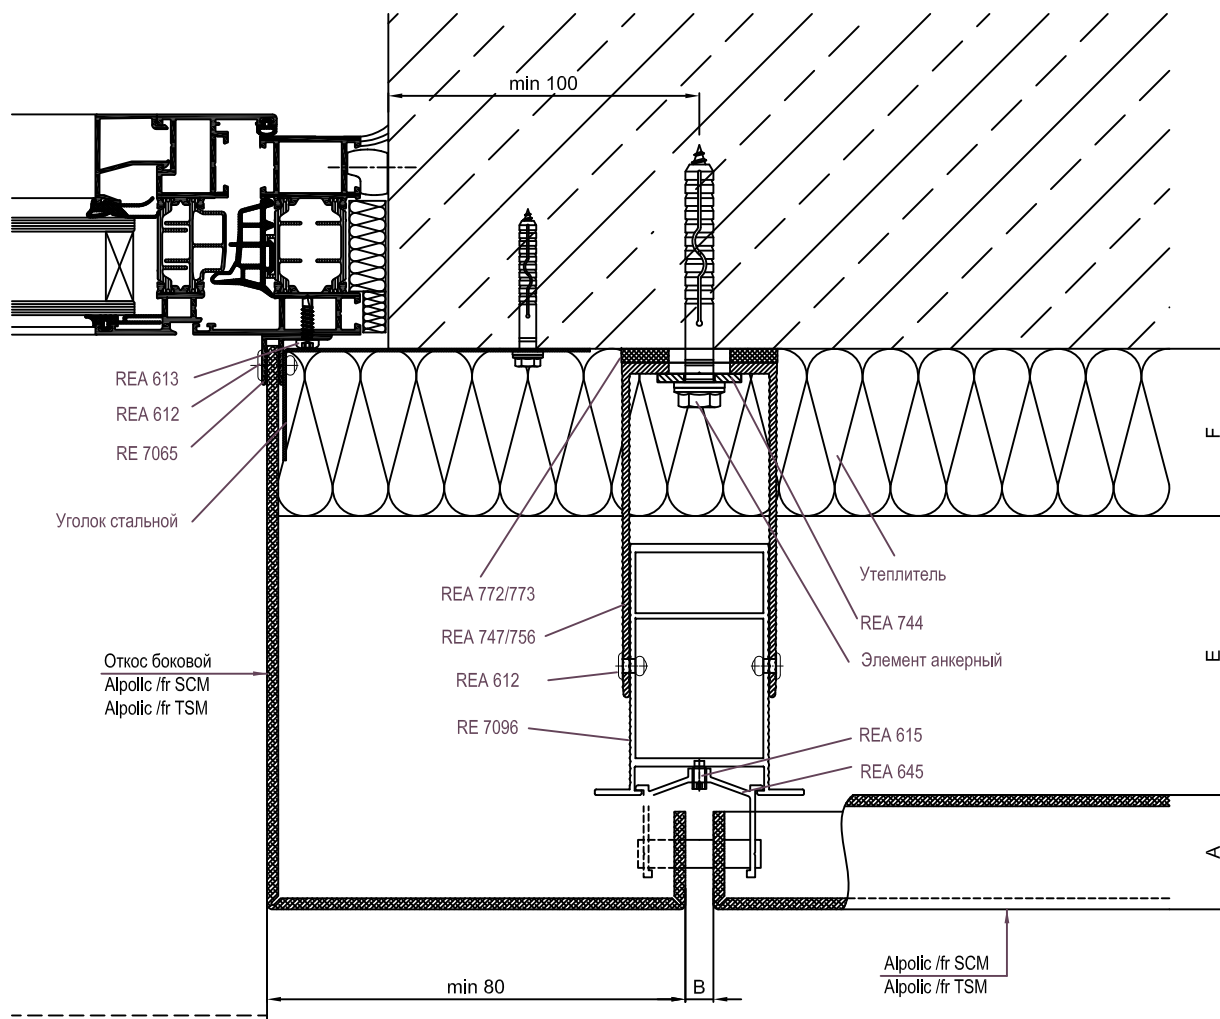 min 100
REA 613
REA 612
RE 7065
Уголок стальной
F
REA 772/773
REA 747/756
REA 612
RE 7096
Утеплитель
REA 744
Элемент анкерный
E
Откос боковой
Alpolic /fr SCM
Alpolic /fr TSM
REA 615
REA 645
A
Alpolic /fr SCM
Alpolic /fr TSM
min 80
B